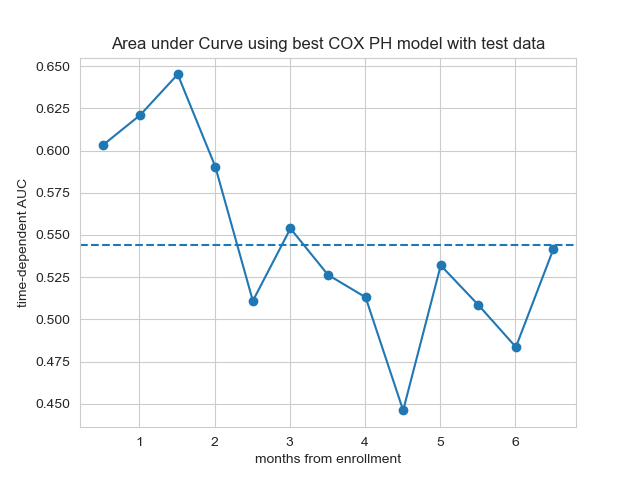 Area under Curve using best COX PH model with test data
time-dependent AUC
0.650
0.625
0.600
0.575
0.550
0.525
0.500
0.475
0.450
1 2 3 4 5 6
months from enrollment